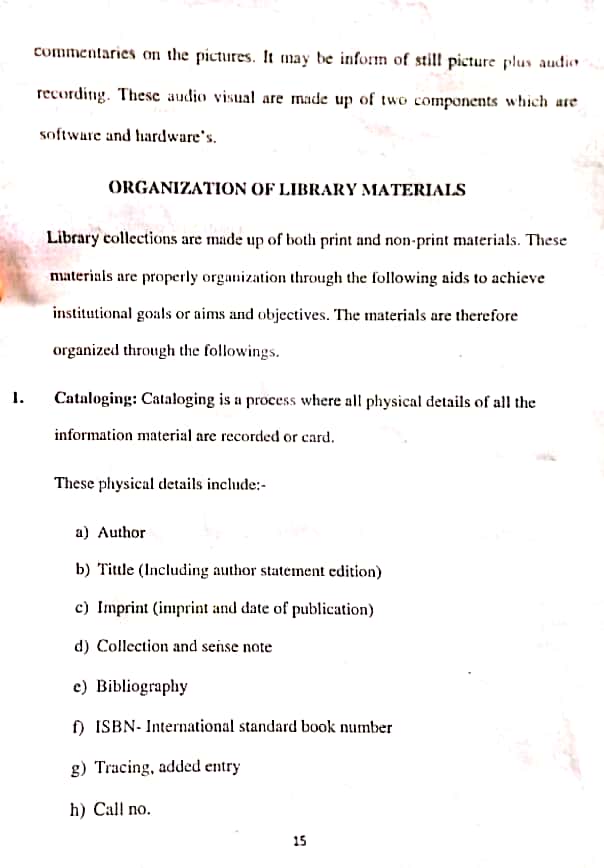 commentaries on the pictures. It may be inform of still picture plus audio
recording. These audio visual are made up of two components which are
software and hardware's.
ORGANIZATION OF LIBRARY MATERIALS
Library collections are made up of both print and non-print materials. These
materials are properly organization through the following aids to achieve
institutional goals or aims and objectives. The materials are therefore
organized through the followings.
1. Cataloging: Cataloging is a process where all physical details of all the
information material are recorded or card.
These physical details include:-
a) Author
b) Tittle (Including author statement edition)
c) Imprint (imprint and date of publication)
d) Collection and sense note
e) Bibliography
f) ISBN- International standard book number
g) Tracing, added entry
h) Call no.
15